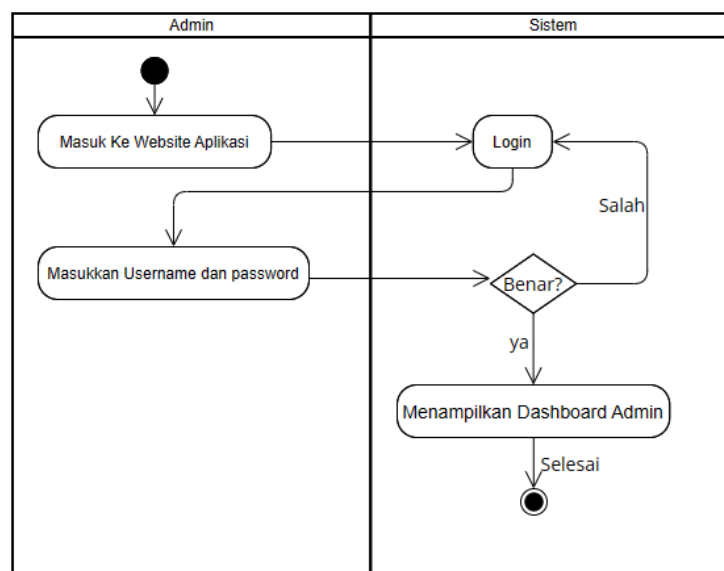 Admin
Sistem
Masuk Ke Website Aplikasi
Login
Salah
Masukkan Username dan password
Benar?
ya
Menampilkan Dashboard Admin
Selesai